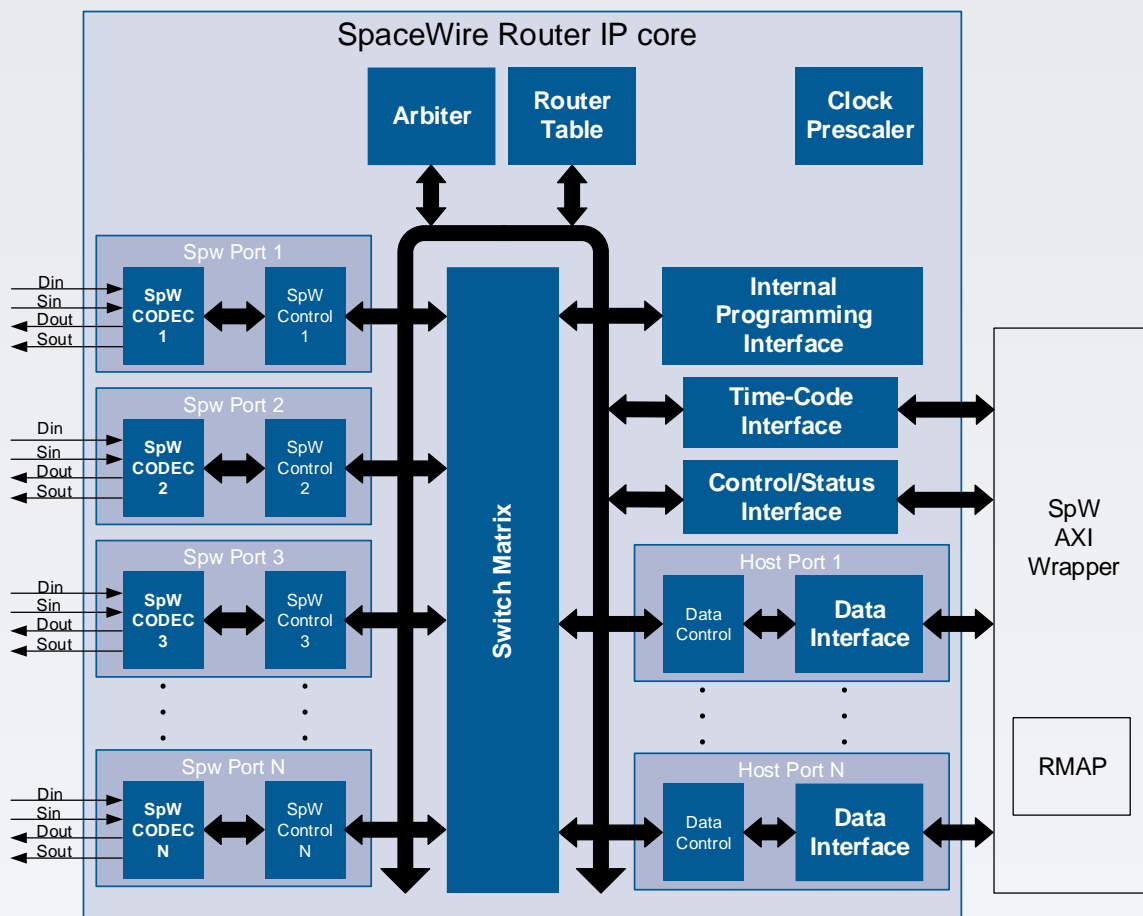 SpaceWire Router IP core
Arbiter
Router
Table
Clock
Prescaler
Spw Port 1
Din
Sin
Dout
Sout
SpW
CODEC
1
SpW
Control
1
Spw Port 2
Din
Sin
Dout
Sout
SpW
CODEC
2
SpW
Control
2
Spw Port 3
Din
Sin
Dout
Sout
SpW
CODEC
3
SpW
Control
3
Spw Port N
Din
Sin
Dout
Sout
SpW
CODEC
N
SpW
Control
N
Switch Matrix
Internal
Programming
Interface
Time-Code
Interface
Control/Status
Interface
Host Port 1
Data
Control
Data
Interface
Host Port N
Data
Control
Data
Interface
SpW
AXI
Wrapper
RMAP